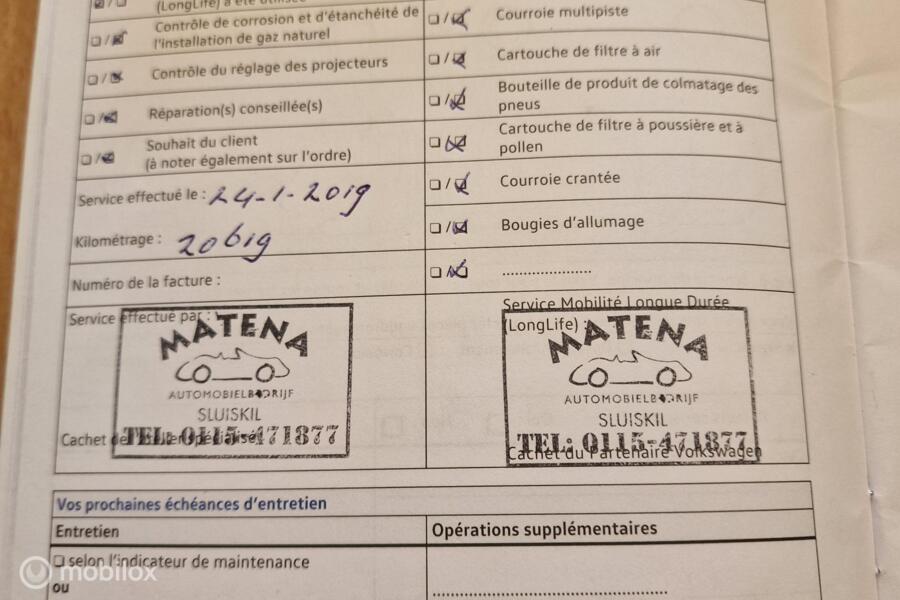 (LongLife) a été utilisée
Contrôle de corrosion et d'étanchéité de
l'installation de gaz naturel
Contrôle du réglage des projecteurs
Réparation(s) conseillée(s)
Souhait du client
(à noter également sur l'ordre)
Service effectué le : 24-1-2019
Kilométrage : 20619
Numéro de la facture :
Service effectué par :
MATENA
AUTOMOBIELBEDRIJF
SLUISKIL
TEL: 0115-471877
Cachet de
Courroie multipiste
Cartouche de filtre à air
Bouteille de produit de colmatage des
pneus
Cartouche de filtre à poussière et à
pollen
Courroie crantée
Bougies d'allumage
.....................
Service Mobilité Longue Durée
(LongLife) :
MATENA
AUTOMOBIELBEDRIJF
SLUISKIL
TEL: 0115-471877
Cachet du Partenaire Volkswagen
Vos prochaines échéances d'entretien
Entretien
selon l'indicateur de maintenance
ou
Opérations supplémentaires
mobilox